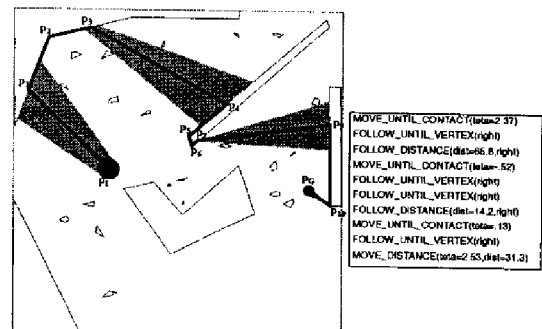 P3
P2
P4
P5
P7
P6
PI
PG
MOVE_UNTIL_CONTACT(teta=2.37)
FOLLOW_UNTIL_VERTEX(right)
FOLLOW_DISTANCE(dist=65.8,right)
MOVE_UNTIL_CONTACT(teta=-.52)
FOLLOW_UNTIL_VERTEX(right)
FOLLOW_UNTIL_VERTEX(right)
FOLLOW_DISTANCE(dist=14.2,right)
MOVE_UNTIL_CONTACT(teta=.13)
FOLLOW_UNTIL_VERTEX(right)
MOVE_DISTANCE(teta=2.53,dist=31.3)